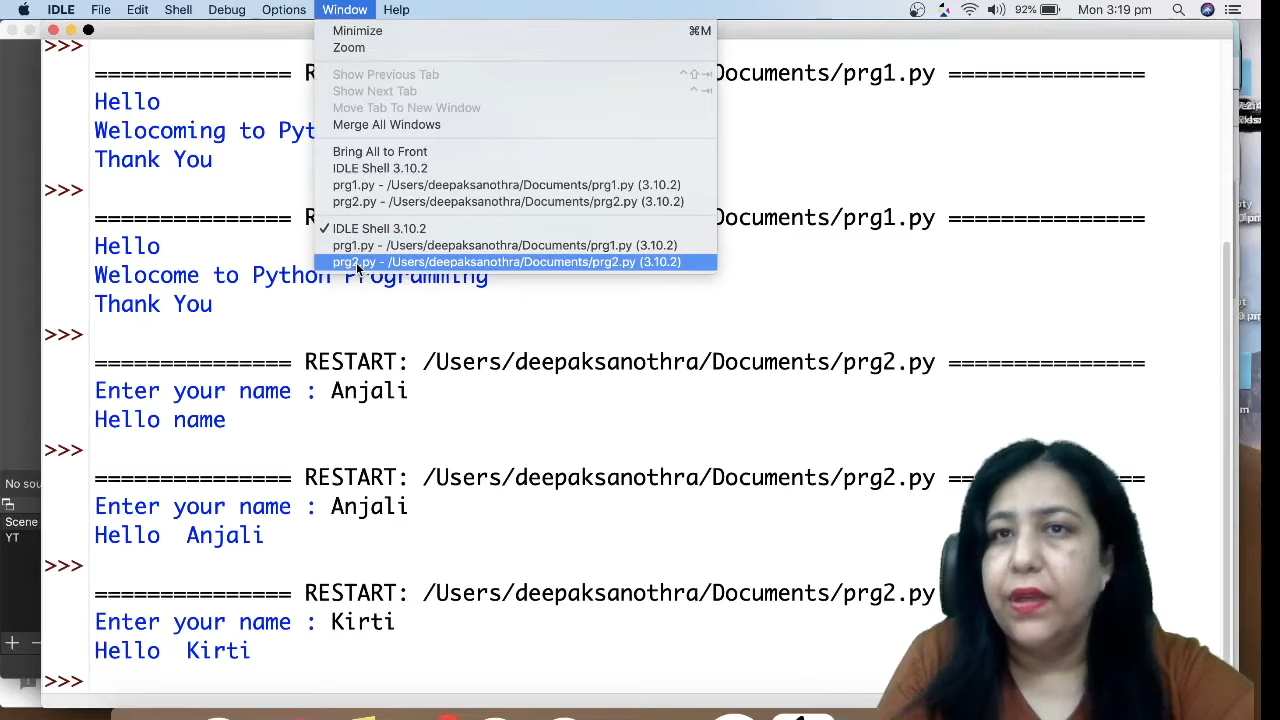 IDLE File Edit Shell Debug Options Window Help 92% Mon 3:19 pm
Minimize ⌘M
Zoom
Show Previous Tab
Show Next Tab
Move Tab To New Window
Merge All Windows
Bring All to Front
IDLE Shell 3.10.2
prg1.py - /Users/deepaksanothra/Documents/prg1.py (3.10.2)
prg2.py - /Users/deepaksanothra/Documents/prg2.py (3.10.2)
✓ IDLE Shell 3.10.2
prg1.py - /Users/deepaksanothra/Documents/prg1.py (3.10.2)
prg2.py - /Users/deepaksanothra/Documents/prg2.py (3.10.2)
>>>
=============== R Documents/prg1.py ===============
Hello
Welocoming to Pyt
Thank You
>>>
=============== R Documents/prg1.py ===============
Hello
Welcome to Python Programming
Thank You
>>>
=============== RESTART: /Users/deepaksanothra/Documents/prg2.py ===============
Enter your name : Anjali
Hello name
>>>
=============== RESTART: /Users/deepaksanothra/Documents/prg2.py ===============
Enter your name : Anjali
Hello  Anjali
>>>
=============== RESTART: /Users/deepaksanothra/Documents/prg2.py
Enter your name : Kirti
Hello  Kirti
>>>
No sou
Scene
YT